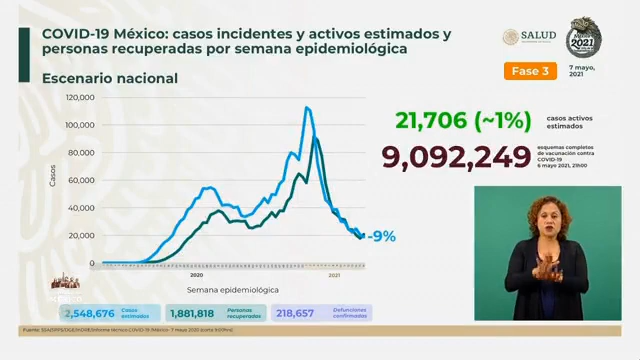 COVID-19 México: casos incidentes y activos estimados y
personas recuperadas por semana epidemiológica
SALUD
2021
Fase 3
7 mayo,
2021
Escenario nacional
120,000
100,000
80,000
60,000
40,000
20,000
0
Casos
-9%
2020
2021
Semana epidemiológica
21,706 (~1%)
casos activos
estimados
9,092,249
esquemas completos
de vacunación contra
COVID-19
6 mayo 2021, 21h00
2,548,676
Casos
estimados
1,881,818
Personas
recuperadas
218,657
Defunciones
confirmadas